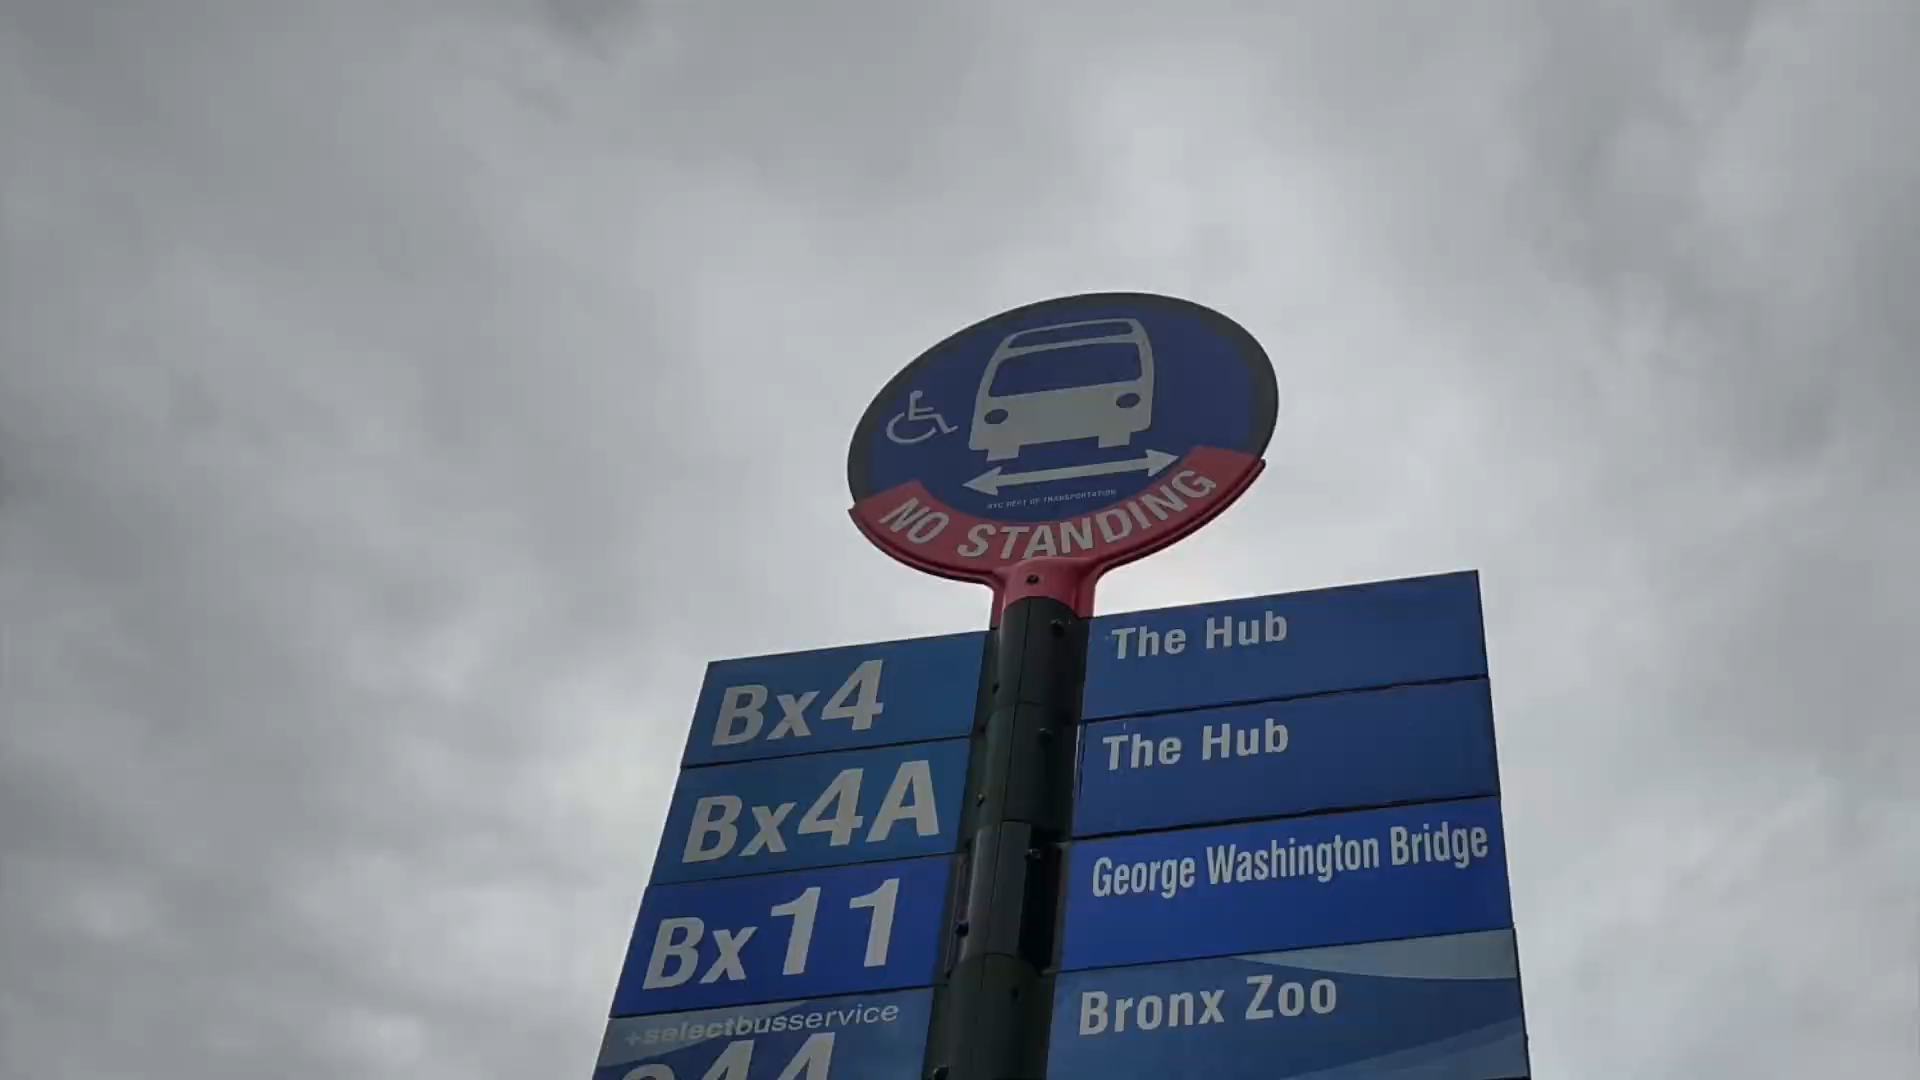 NYC DEPT OF TRANSPORTATION
NO STANDING
Bx4 The Hub
Bx4A The Hub
Bx11 George Washington Bridge
+selectbusservice
Bronx Zoo